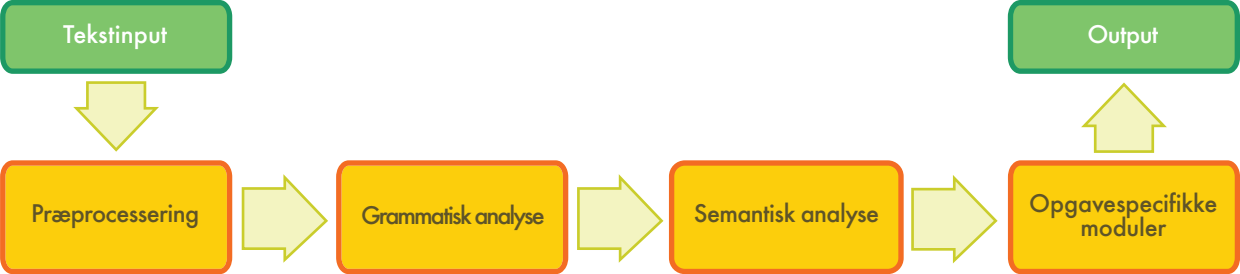 Tekstinput
Output
Præprocessering
Grammatisk analyse
Semantisk analyse
Opgavespecifikke
moduler